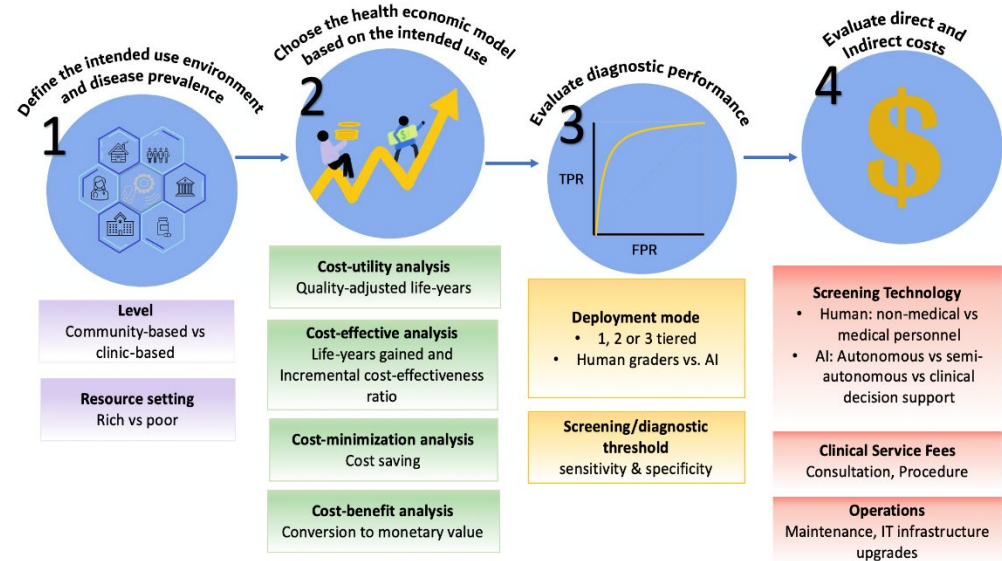 1
Define the intended use environment
and disease prevalence
Level
Community-based vs
clinic-based
Resource setting
Rich vs poor
2
Choose the health economic model
based on the intended use
$
Cost-utility analysis
Quality-adjusted life-years
Cost-effective analysis
Life-years gained and
Incremental cost-effectiveness
ratio
Cost-minimization analysis
Cost saving
Cost-benefit analysis
Conversion to monetary value
3
Evaluate diagnostic performance
TPR
FPR
Deployment mode
• 1, 2 or 3 tiered
• Human graders vs. AI
Screening/diagnostic
threshold
sensitivity & specificity
4
Evaluate direct and
Indirect costs
$
Screening Technology
• Human: non-medical vs
medical personnel
• AI: Autonomous vs semi-
autonomous vs clinical
decision support
Clinical Service Fees
Consultation, Procedure
Operations
Maintenance, IT infrastructure
upgrades